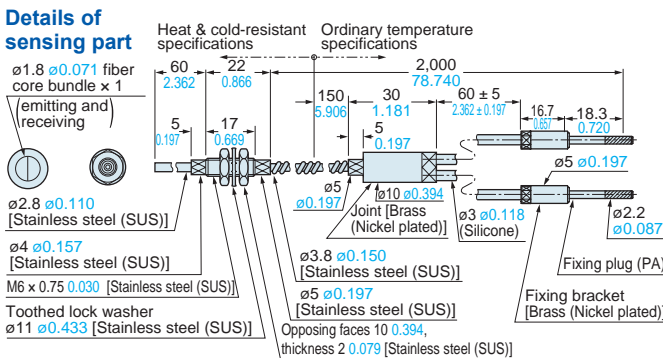 Details of
sensing part
Heat & cold-resistant
specifications
Ordinary temperature
specifications
ø1.8 ø0.071 fiber
core bundle × 1
(emitting and
receiving)
60
2.362
22
0.866
2,000
78.740
150
5.906
30
1.181
60 ± 5
2.362 ± 0.197
16.7
0.657
18.3
0.720
5
0.197
17
0.669
5
0.197
ø5 ø0.197
ø2.8 ø0.110
[Stainless steel (SUS)]
ø5
ø0.197
ø10 ø0.394
Joint [Brass
(Nickel plated)]
ø3 ø0.118
(Silicone)
ø2.2
ø0.087
ø4 ø0.157
[Stainless steel (SUS)]
ø3.8 ø0.150
[Stainless steel (SUS)]
Fixing plug (PA)
M6 × 0.75 0.030 [Stainless steel (SUS)]
ø5 ø0.197
[Stainless steel (SUS)]
Fixing bracket
[Brass (Nickel plated)]
Toothed lock washer
ø11 ø0.433 [Stainless steel (SUS)]
Opposing faces 10 0.394,
thickness 2 0.079 [Stainless steel (SUS)]